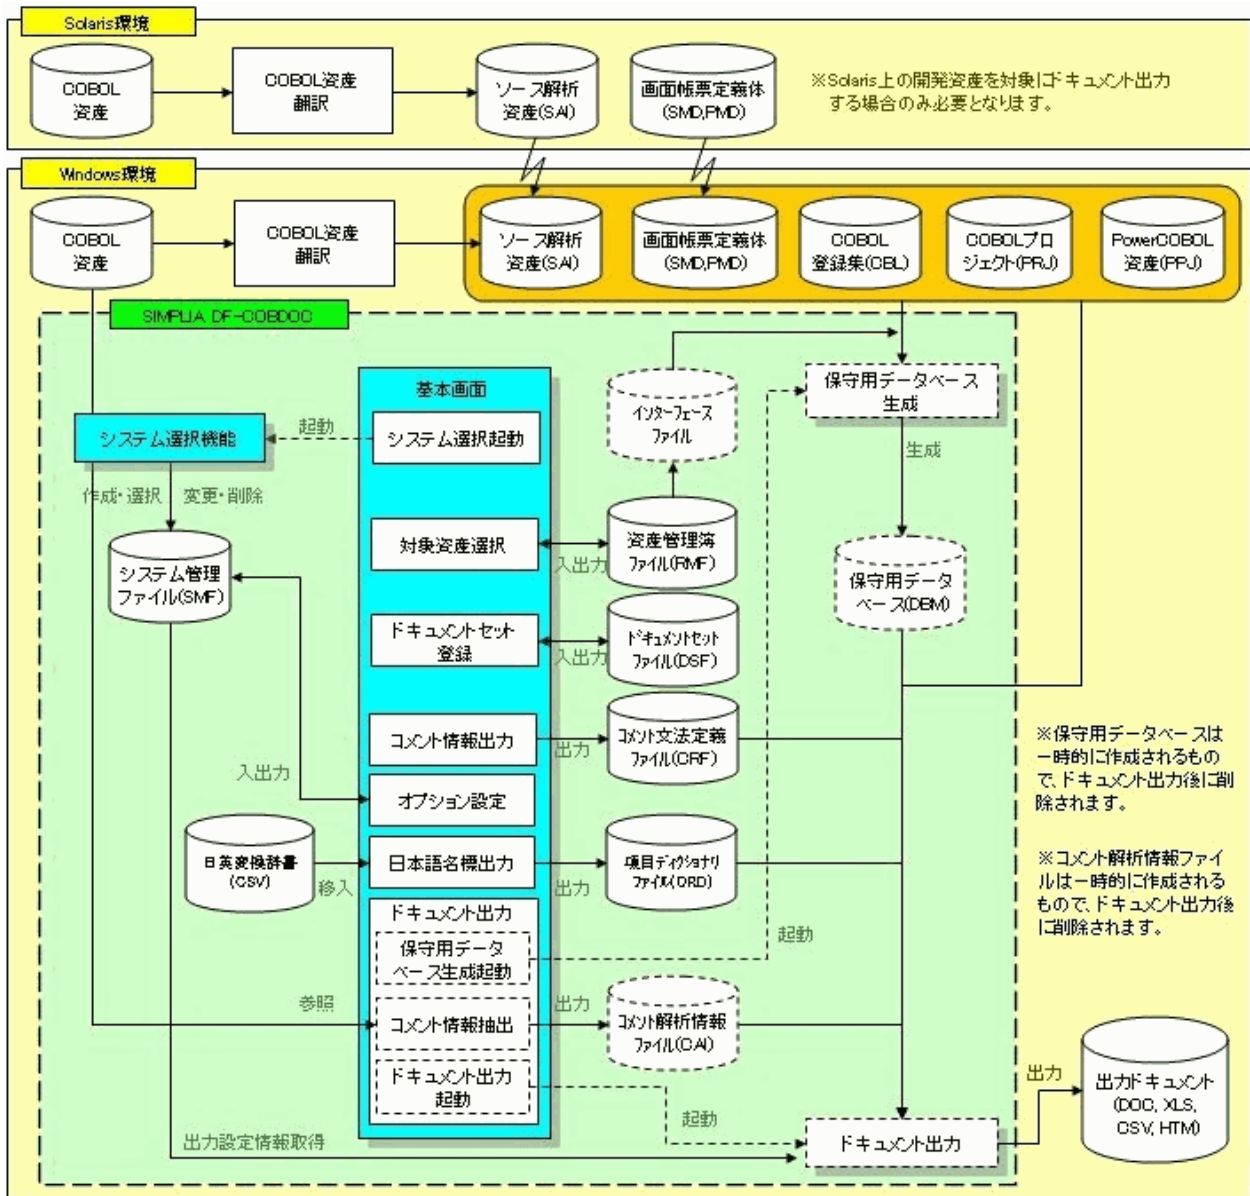 Solaris環境
COBOL
資産
COBOL資産
翻訳
ソース解析
資産(SAI)
画面帳票定義体
(SMD,PMD)
※Solaris上の開発資産を対象にドキュメント出力
する場合のみ必要となります。
Windows環境
COBOL
資産
COBOL資産
翻訳
ソース解析
資産(SAI)
画面帳票定義体
(SMD,PMD)
COBOL
登録集(CBL)
COBOLプロ
ジェクト(PRJ)
PowerCOBOL
資産(PPJ)
SIMPLIA DF-COBDOC
基本画面
システム選択機能
起動
システム選択起動
インターフェース
ファイル
保守用データベース
生成
作成・選択
変更・削除
生成
システム管理
ファイル(SMF)
対象資産選択
入出力
資産管理簿
ファイル(RMF)
保守用データ
ベース(DBM)
ドキュメントセット
登録
入出力
ドキュメントセット
ファイル(DSF)
コメント情報出力
出力
コメント文法定義
ファイル(CRF)
入出力
オプション設定
※保守用データベースは
一時的に作成されるもの
で、ドキュメント出力後に削
除されます。
日英変換辞書
(CSV)
移入
日本語名標出力
出力
項目ディクショナリ
ファイル(DRD)
※コメント解析情報ファイ
ルは一時的に作成される
もので、ドキュメント出力後
に削除されます。
ドキュメント出力
保守用データ
ベース生成起動
起動
参照
コメント情報抽出
出力
コメント解析情報
ファイル(CAI)
ドキュメント出力
起動
起動
出力設定情報取得
ドキュメント出力
出力
出力ドキュメント
(DOC, XLS,
CSV, HTM)